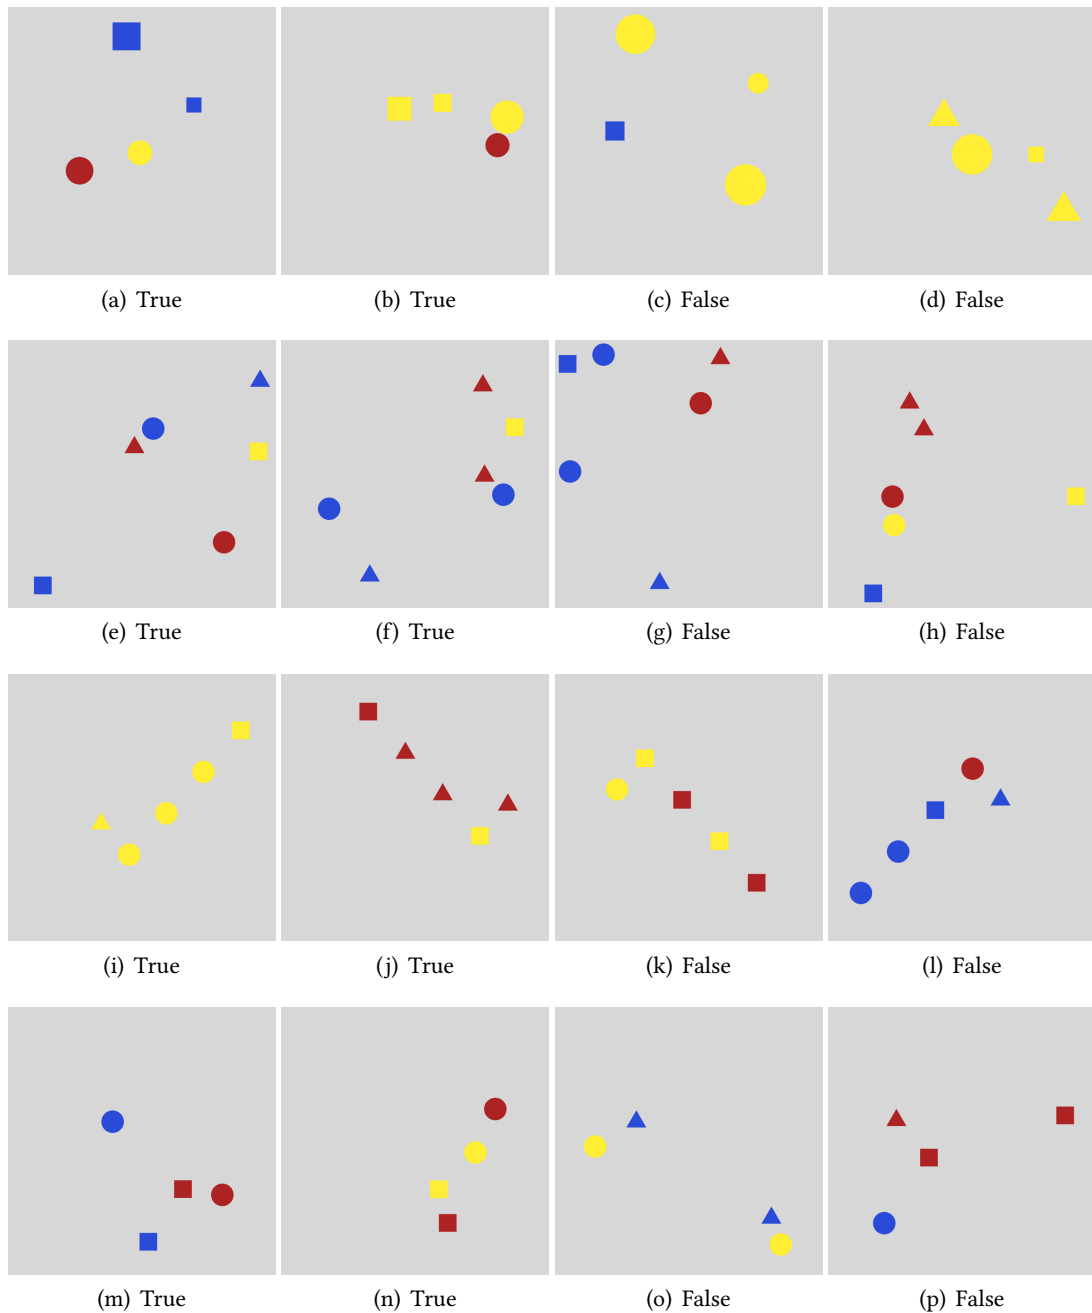 (a) True (b) True (c) False (d) False
(e) True (f) True (g) False (h) False
(i) True (j) True (k) False (l) False
(m) True (n) True (o) False (p) False